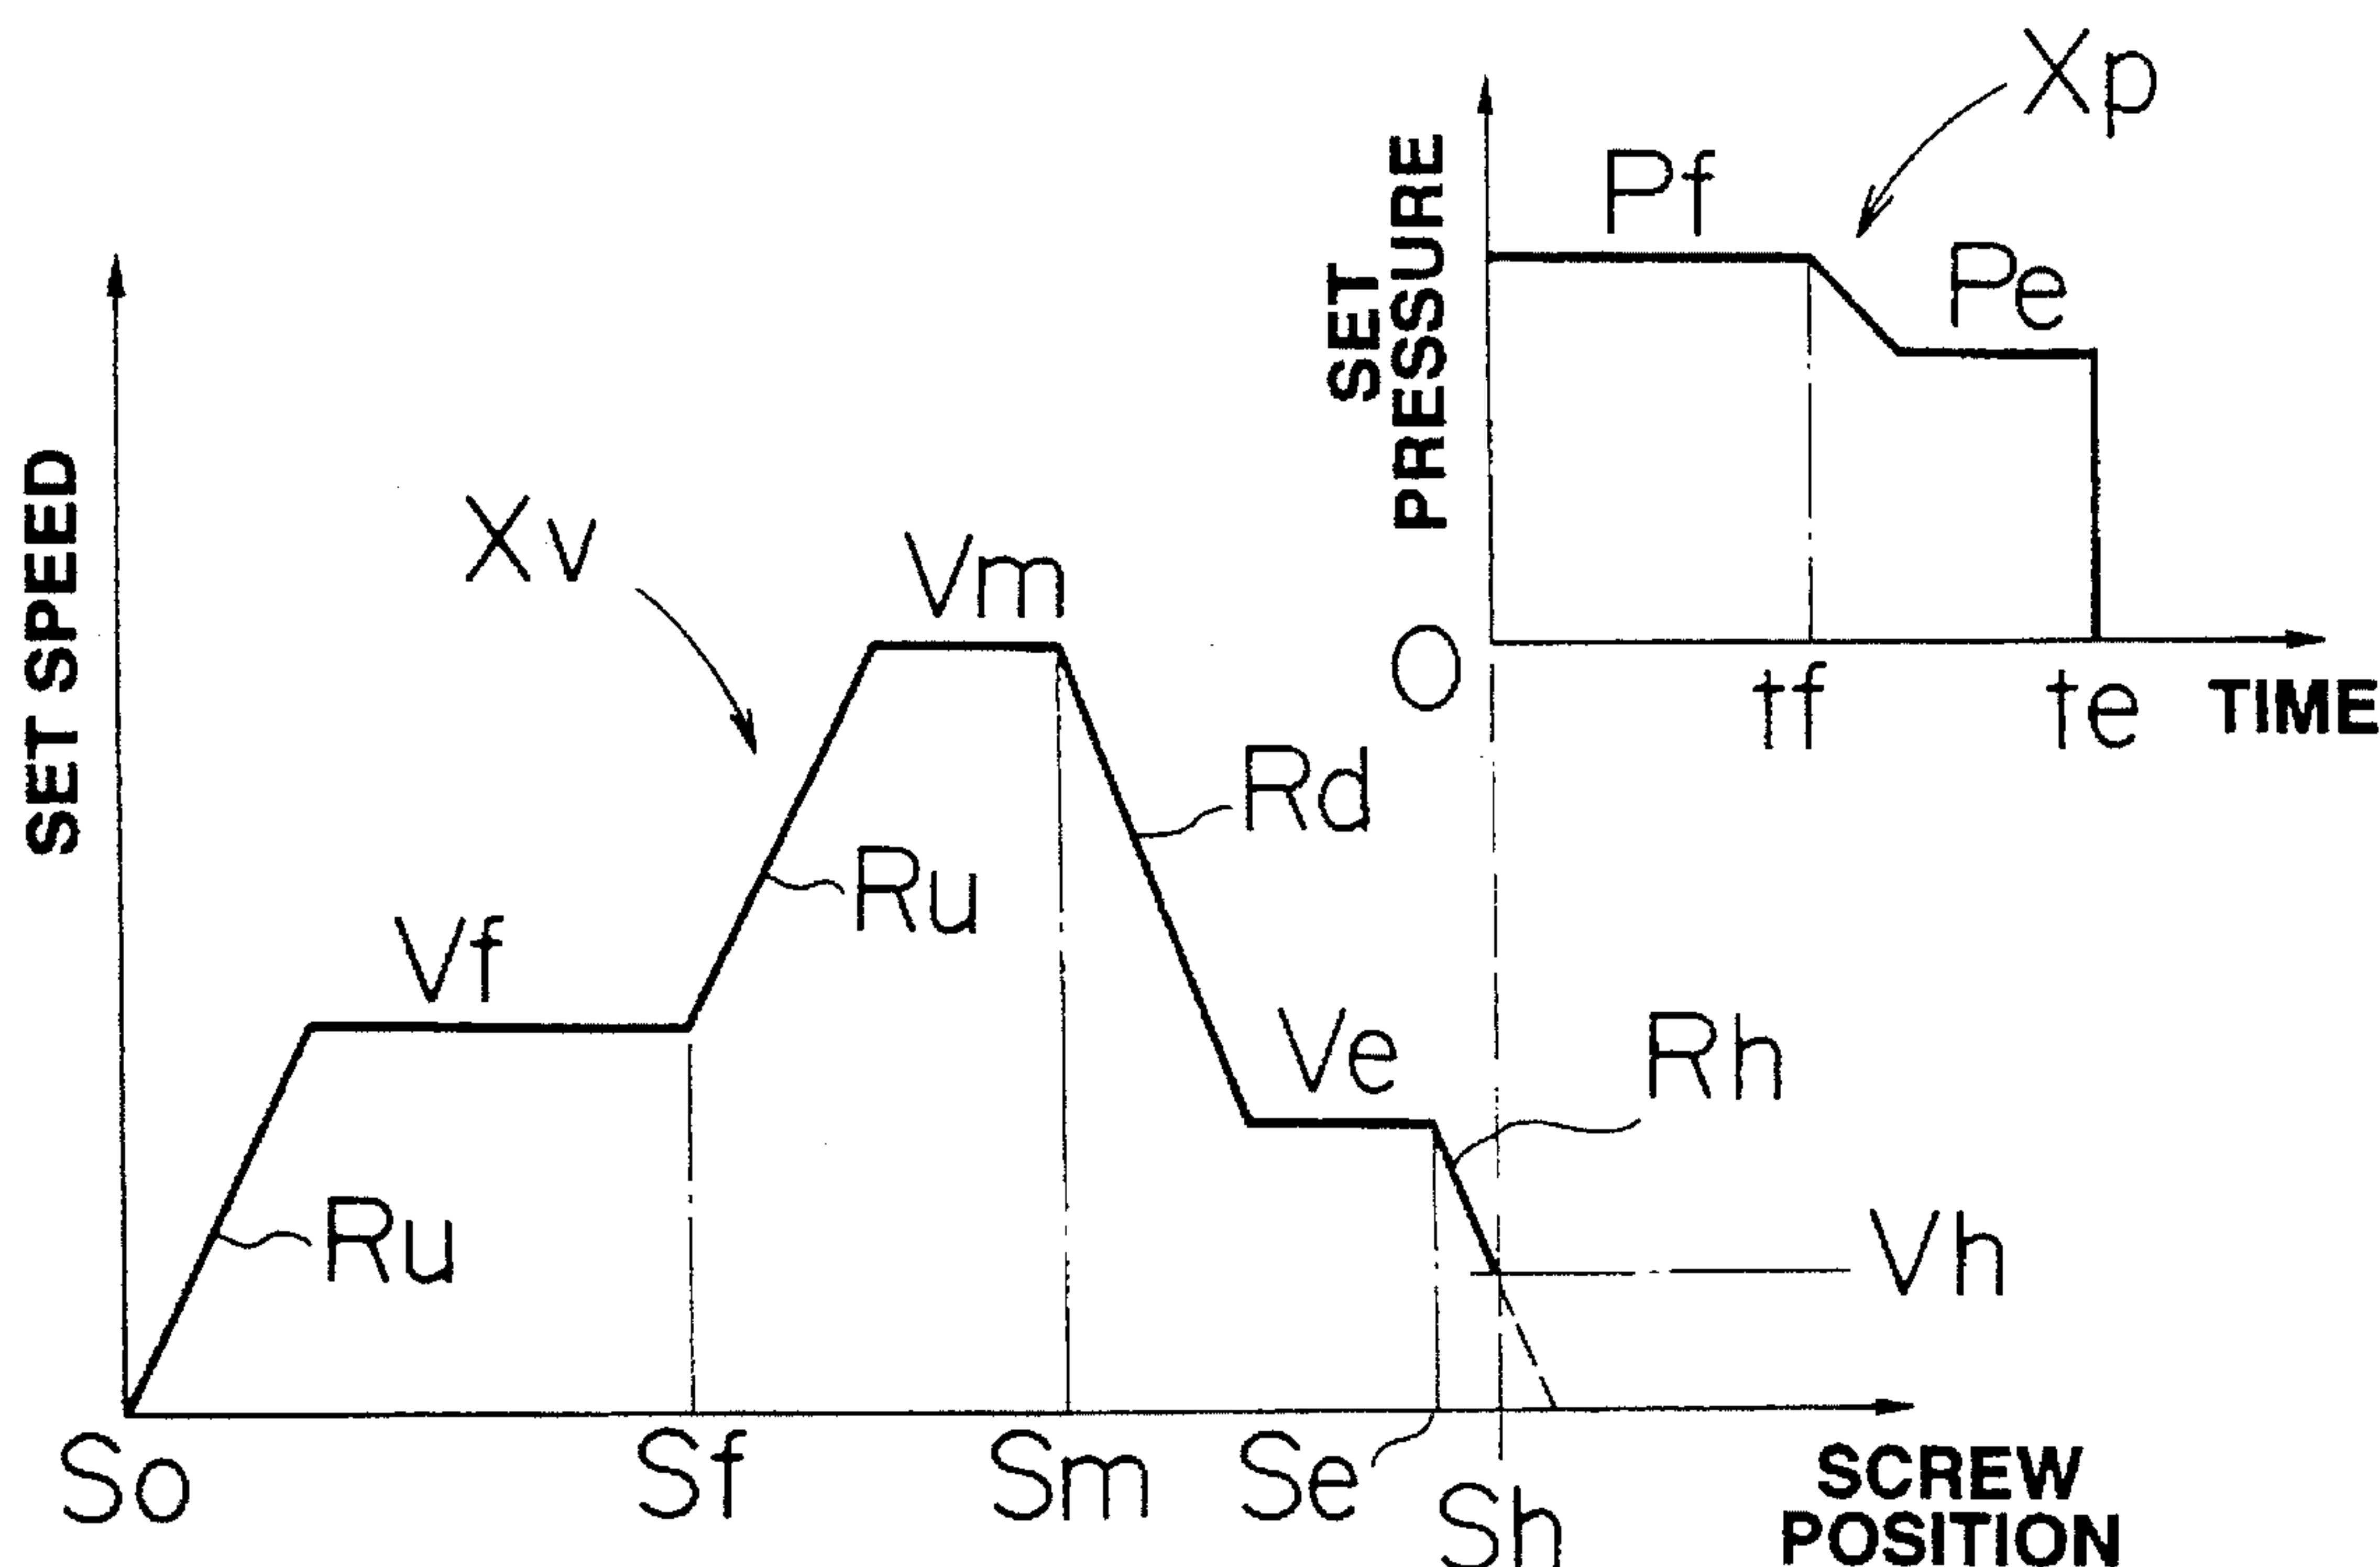 Xp
SET
PRESSURE
Pf
Pe
O
tf
te
TIME
SET SPEED
Xv
Vm
Rd
Ru
Vf
Ve
Rh
Ru
Vh
So
Sf
Sm
Se
Sh
SCREW
POSITION